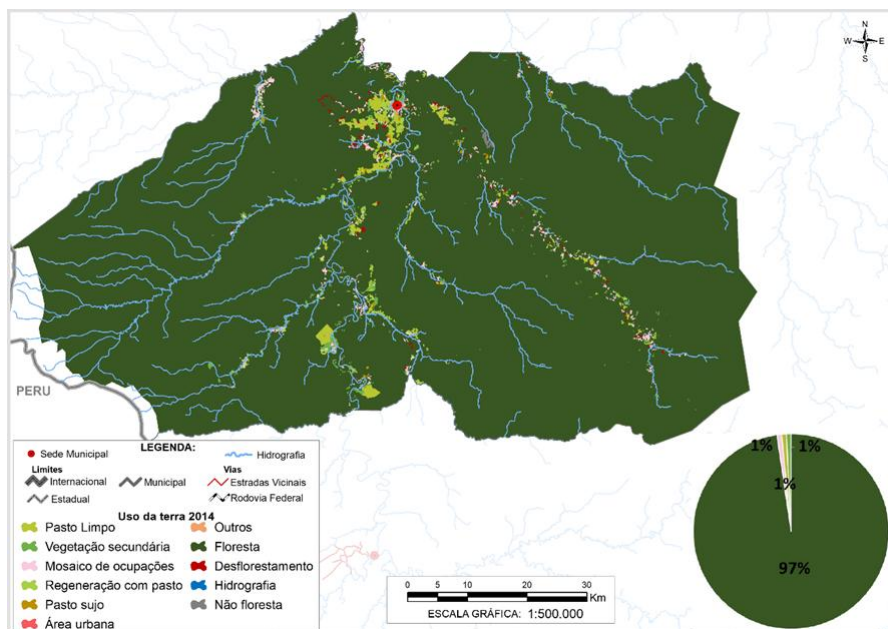 N
W E
S
PERU
LEGENDA:
Sede Municipal
Hidrografia
Limites
Vias
Internacional
Municipal
Estradas Vicinais
Estadual
Rodovia Federal
Uso da terra 2014
Pasto Limpo
Outros
Vegetação secundária
Floresta
Mosaico de ocupações
Desflorestamento
Regeneração com pasto
Hidrografia
Pasto sujo
Não floresta
Área urbana
0 5 10 20 30
Km
ESCALA GRÁFICA: 1:500.000
1% 1%
1%
97%